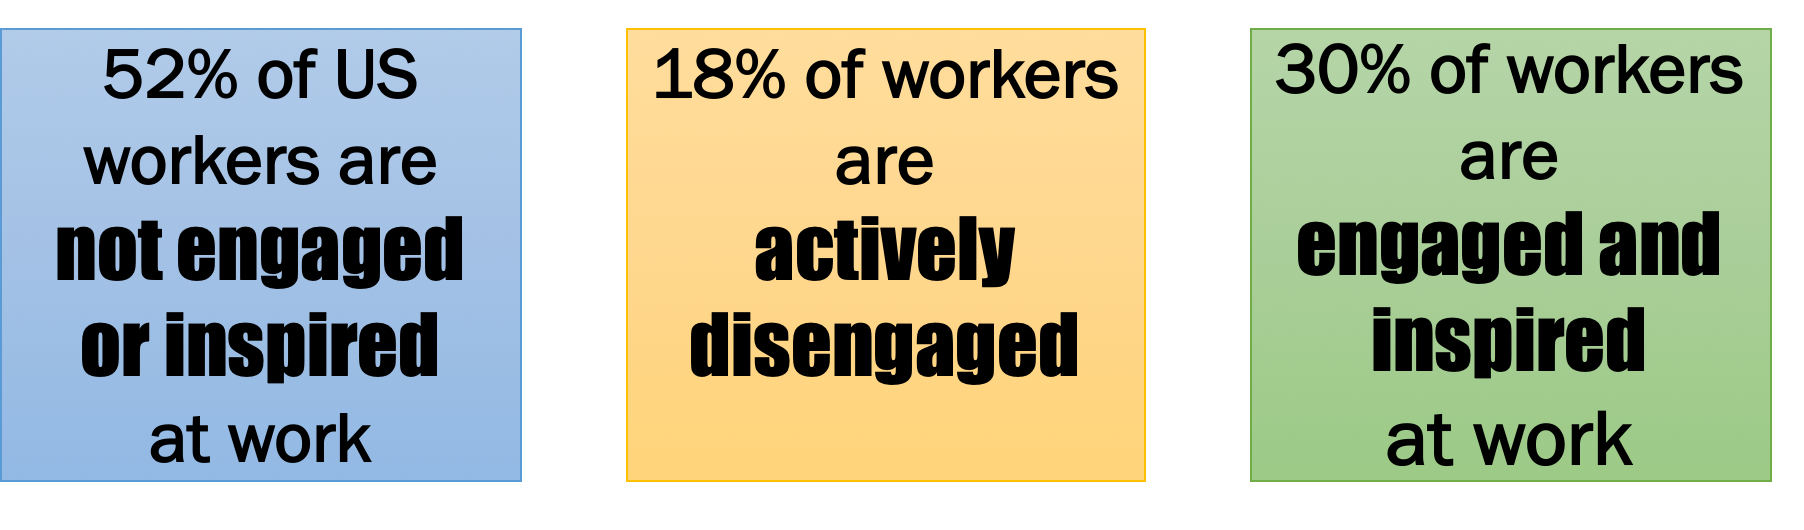 52% of US
workers are
not engaged
or inspired
at work
18% of workers
are
actively
disengaged
30% of workers
are
engaged and
inspired
at work